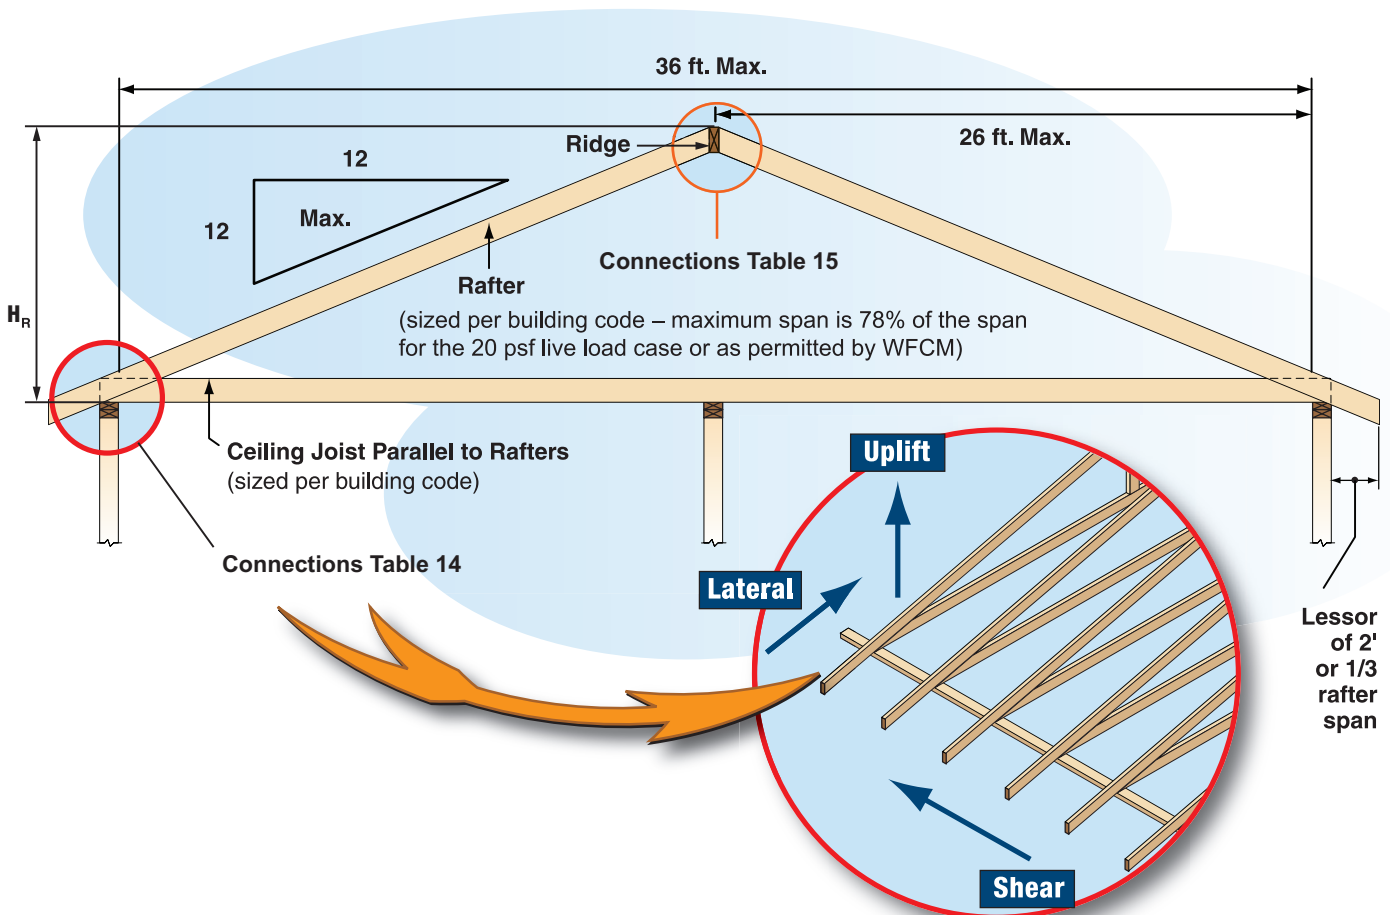 36 ft. Max.
26 ft. Max.
Ridge
12
12
Max.
Connections Table 15
Rafter
(sized per building code – maximum span is 78% of the span
for the 20 psf live load case or as permitted by WFCM)
HR
Ceiling Joist Parallel to Rafters
(sized per building code)
Connections Table 14
Uplift
Lateral
Shear
Lessor
of 2'
or 1/3
rafter
span